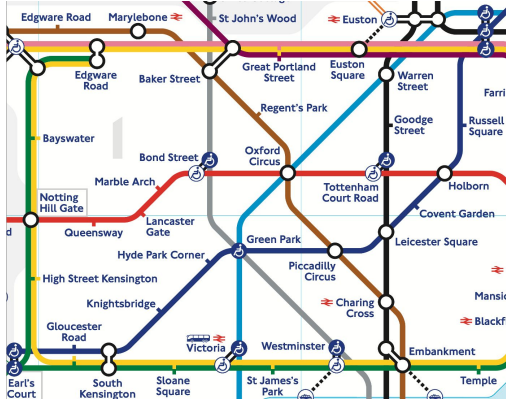 St John's Wood
Edgware Road
Marylebone
Euston
Edgware
Road
Baker Street
Great Portland
Street
Euston
Square
Warren
Street
Farri
Regent's Park
Goodge
Street
Russell
Square
Bayswater
Bond Street
Oxford
Circus
Marble Arch
Tottenham
Court Road
Holborn
Notting
Hill Gate
d
Queensway
Lancaster
Gate
Covent Garden
Green Park
Leicester Square
Hyde Park Corner
Piccadilly
Circus
High Street Kensington
Knightsbridge
Charing
Cross
Mansio
Blackf
Gloucester
Road
Victoria
Westminster
Embankment
Earl's
Court
South
Kensington
Sloane
Square
St James's
Park
Temple